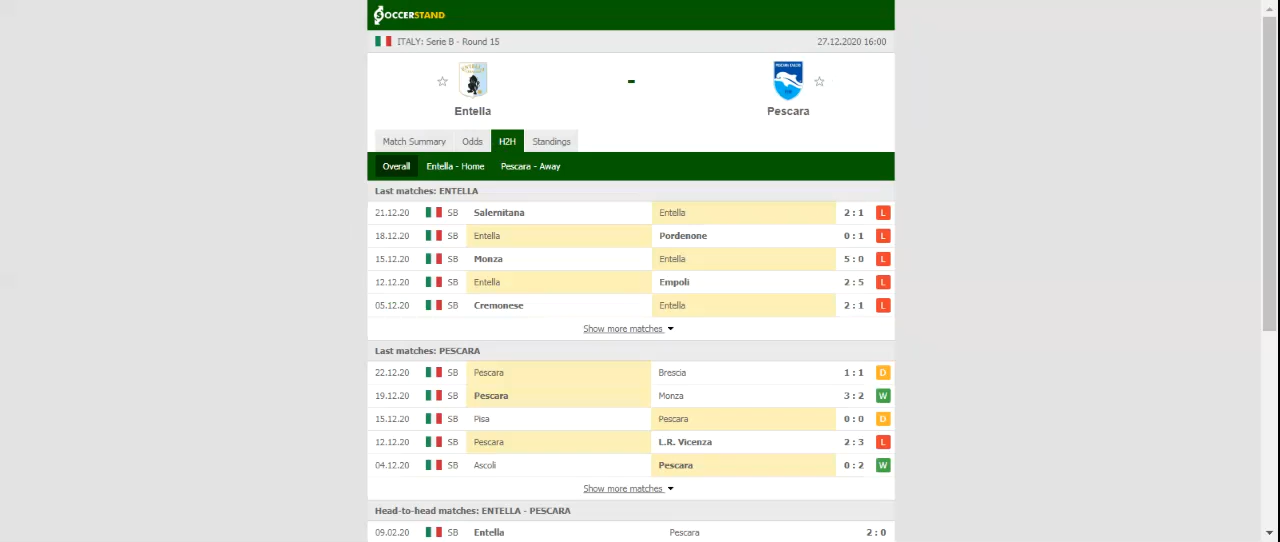 SOCCERSTAND
ITALY: Serie B - Round 15 27.12.2020 16:00
-
Entella Pescara
Match Summary Odds H2H Standings
Overall Entella - Home Pescara - Away
Last matches: ENTELLA
21.12.20 SB Salernitana Entella 2 : 1 L
18.12.20 SB Entella Pordenone 0 : 1 L
15.12.20 SB Monza Entella 5 : 0 L
12.12.20 SB Entella Empoli 2 : 5 L
05.12.20 SB Cremonese Entella 2 : 1 L
Show more matches
Last matches: PESCARA
22.12.20 SB Pescara Brescia 1 : 1 D
19.12.20 SB Pescara Monza 3 : 2 W
15.12.20 SB Pisa Pescara 0 : 0 D
12.12.20 SB Pescara L.R. Vicenza 2 : 3 L
04.12.20 SB Ascoli Pescara 0 : 2 W
Show more matches
Head-to-head matches: ENTELLA - PESCARA
09.02.20 SB Entella Pescara 2 : 0